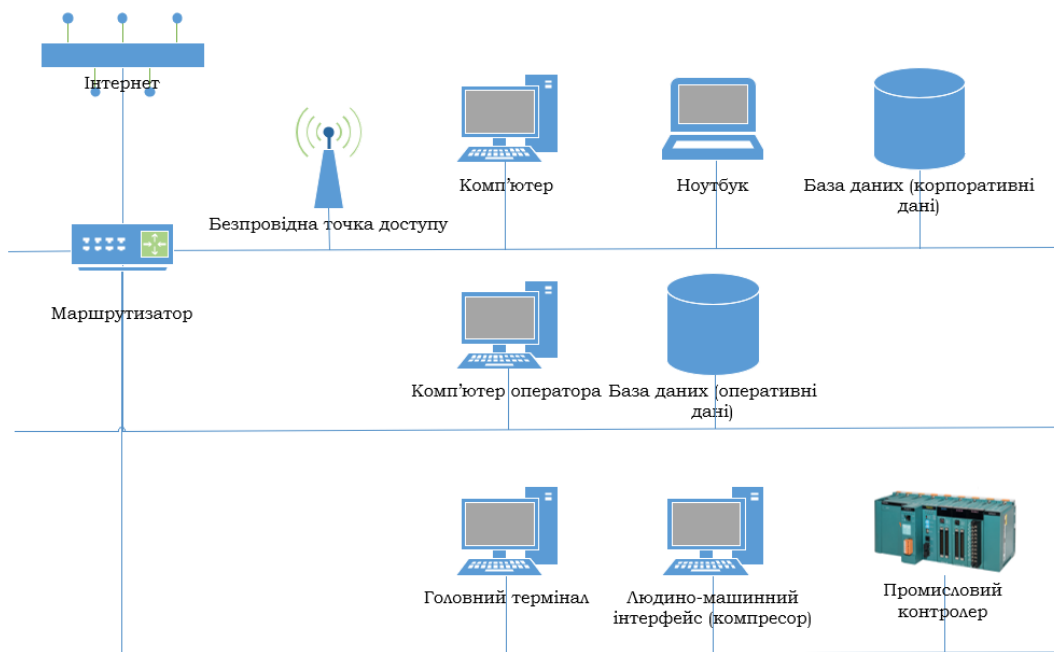 Інтернет
Безпровідна точка доступу
Комп'ютер
Ноутбук
База даних (корпоративні
дані)
Маршрутизатор
Комп'ютер оператора
База даних (оперативні
дані)
Головний термінал
Людино-машинний
інтерфейс (компресор)
Промисловий
контролер